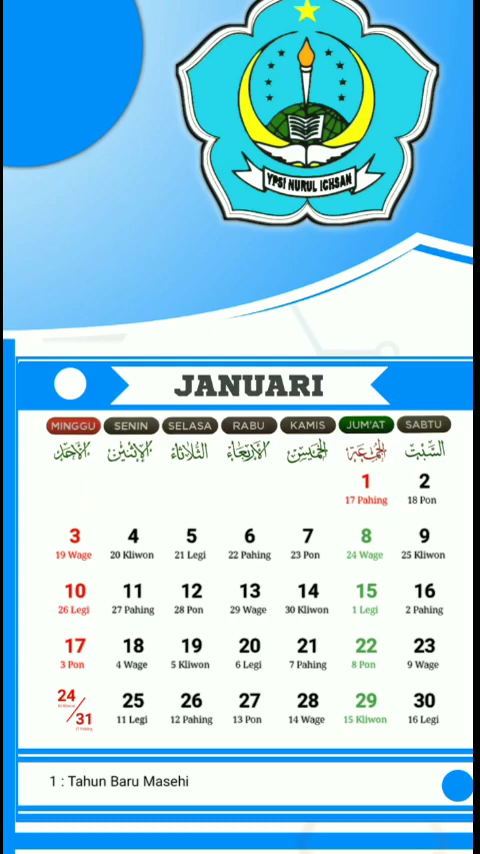 YPSI NURUL ICHSAN
JANUARI
MINGGU SENIN SELASA RABU KAMIS JUM'AT SABTU
الأحد الإثنين الثلاثاء الأربعاء الخميس الجمعة السبت
1 2
17 Pahing 18 Pon
3 4 5 6 7 8 9
19 Wage 20 Kliwon 21 Legi 22 Pahing 23 Pon 24 Wage 25 Kliwon
10 11 12 13 14 15 16
26 Legi 27 Pahing 28 Pon 29 Wage 30 Kliwon 1 Legi 2 Pahing
17 18 19 20 21 22 23
3 Pon 4 Wage 5 Kliwon 6 Legi 7 Pahing 8 Pon 9 Wage
24/31 25 26 27 28 29 30
11 Legi 12 Pahing 13 Pon 14 Wage 15 Kliwon 16 Legi
1 : Tahun Baru Masehi